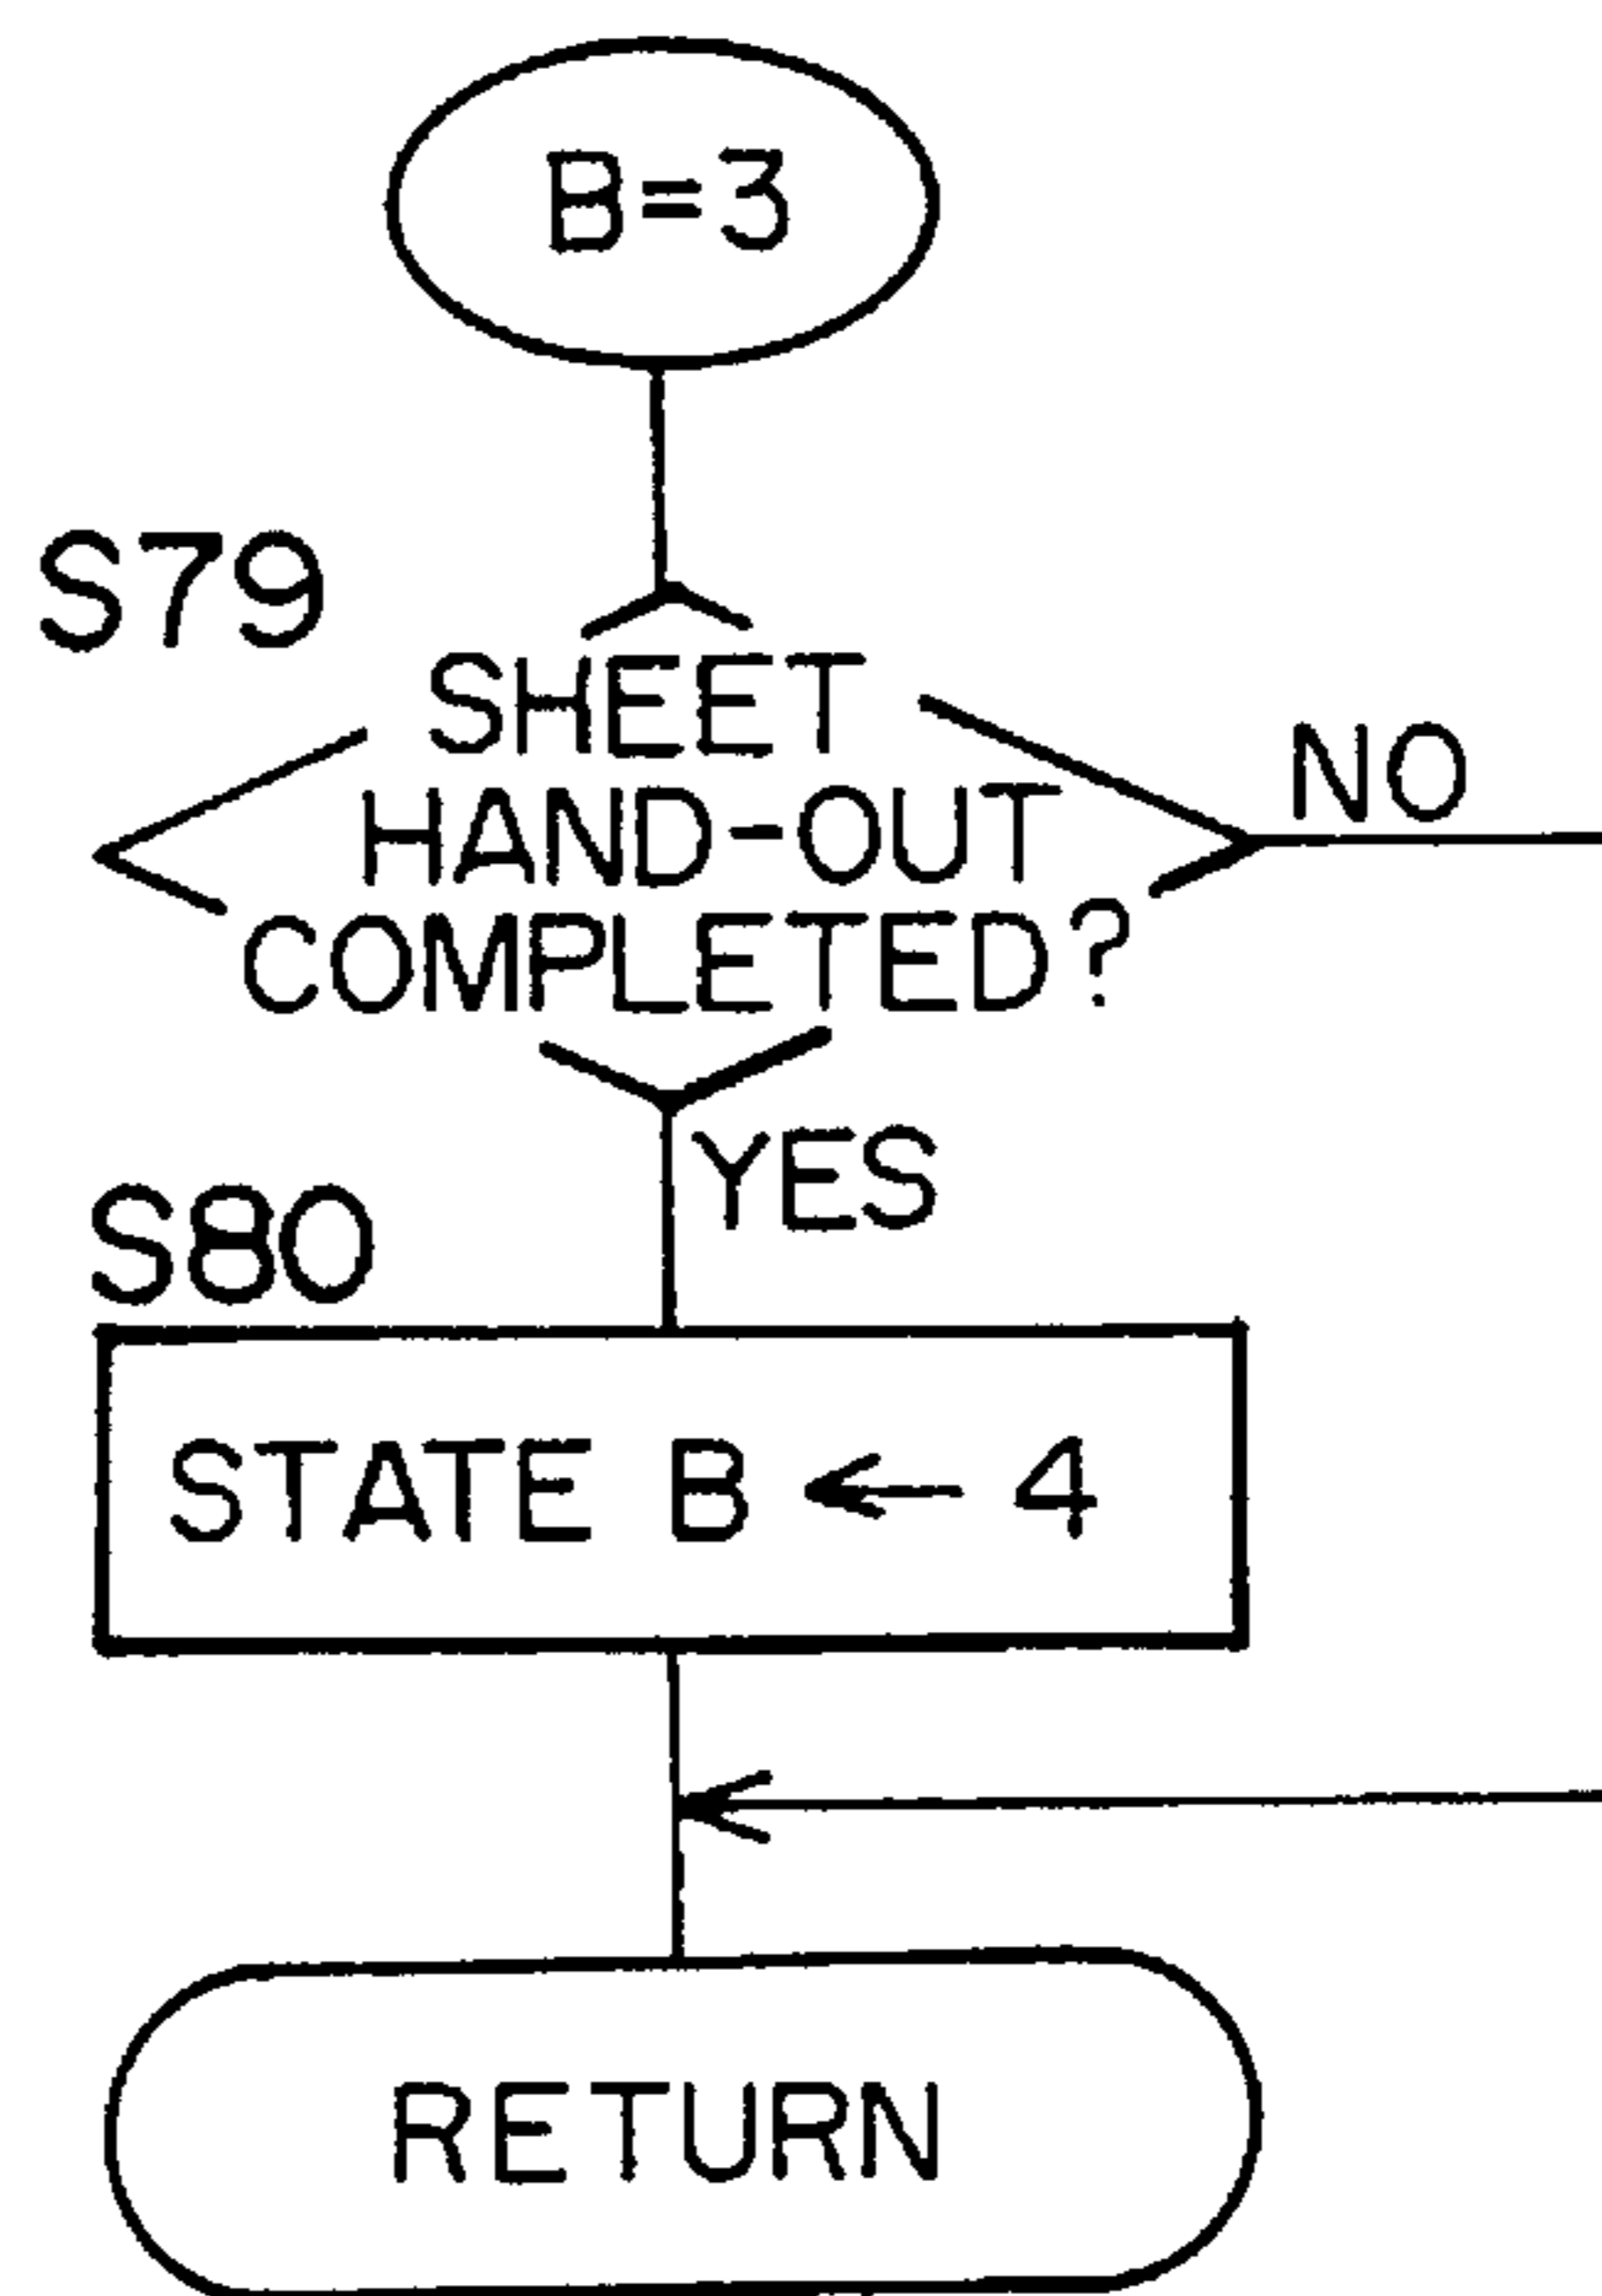 B=3
S79
SHEET
HAND-OUT
COMPLETED?
NO
YES
S80
STATE B ← 4
RETURN